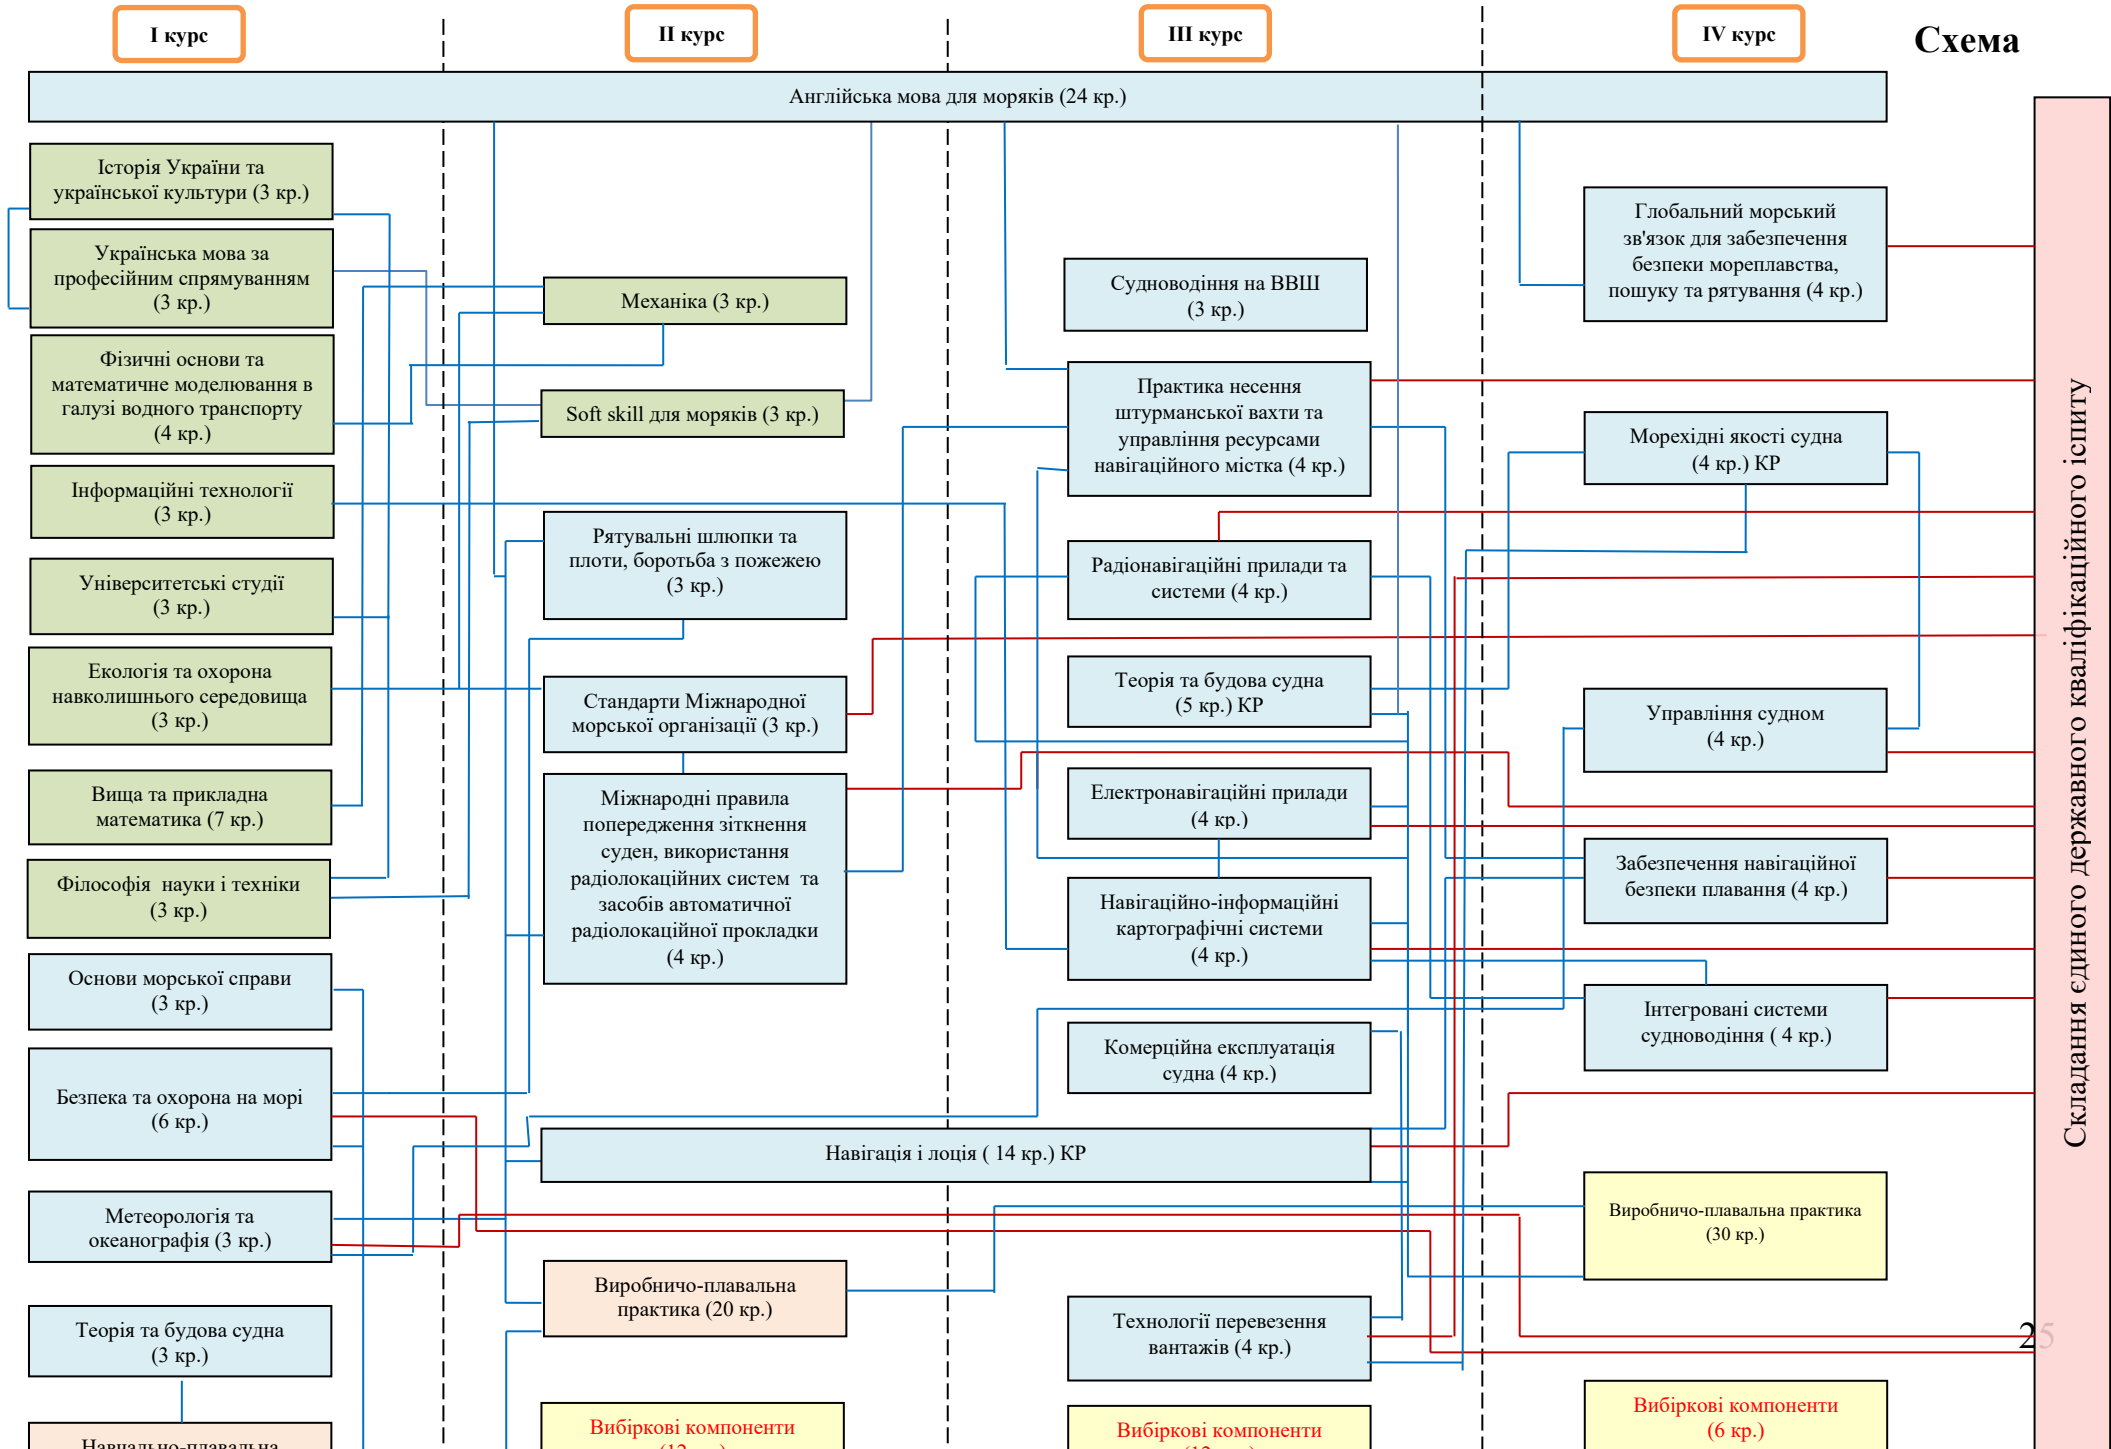 I курс
II курс
III курс
IV курс
Схема
Англійська мова для моряків (24 кр.)
Історія України та
української культури (3 кр.)
Українська мова за
професійним спрямуванням
(3 кр.)
Фізичні основи та
математичне моделювання в
галузі водного транспорту
(4 кр.)
Інформаційні технології
(3 кр.)
Університетські студії
(3 кр.)
Екологія та охорона
навколишнього середовища
(3 кр.)
Вища та прикладна
математика (7 кр.)
Філософія науки і техніки
(3 кр.)
Основи морської справи
(3 кр.)
Безпека та охорона на морі
(6 кр.)
Метеорологія та
океанографія (3 кр.)
Теорія та будова судна
(3 кр.)
Навчально-плавальна
Механіка (3 кр.)
Soft skill для моряків (3 кр.)
Рятувальні шлюпки та
плоти, боротьба з пожежею
(3 кр.)
Стандарти Міжнародної
морської організації (3 кр.)
Міжнародні правила
попередження зіткнення
суден, використання
радіолокаційних систем та
засобів автоматичної
радіолокаційної прокладки
(4 кр.)
Навігація і лоція ( 14 кр.) КР
Виробничо-плавальна
практика (20 кр.)
Вибіркові компоненти
Судноводіння на ВВШ
(3 кр.)
Практика несення
штурманської вахти та
управління ресурсами
навігаційного містка (4 кр.)
Радіонавігаційні прилади та
системи (4 кр.)
Теорія та будова судна
(5 кр.) КР
Електронавігаційні прилади
(4 кр.)
Навігаційно-інформаційні
картографічні системи
(4 кр.)
Комерційна експлуатація
судна (4 кр.)
Технології перевезення
вантажів (4 кр.)
Вибіркові компоненти
Глобальний морський
зв'язок для забезпечення
безпеки мореплавства,
пошуку та рятування (4 кр.)
Морехідні якості судна
(4 кр.) КР
Управління судном
(4 кр.)
Забезпечення навігаційної
безпеки плавання (4 кр.)
Інтегровані системи
судноводіння ( 4 кр.)
Виробничо-плавальна практика
(30 кр.)
Вибіркові компоненти
(6 кр.)
Складання єдиного державного кваліфікаційного іспиту
25